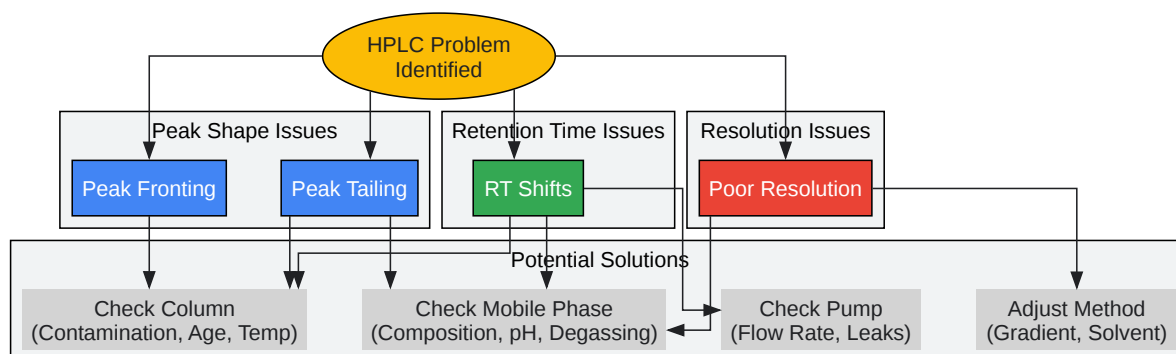 HPLC Problem
Identified
Peak Shape Issues
Retention Time Issues
Resolution Issues
Peak Fronting
Peak Tailing
RT Shifts
Poor Resolution
Potential Solutions
Check Column
(Contamination, Age, Temp)
Check Mobile Phase
(Composition, pH, Degassing)
Check Pump
(Flow Rate, Leaks)
Adjust Method
(Gradient, Solvent)